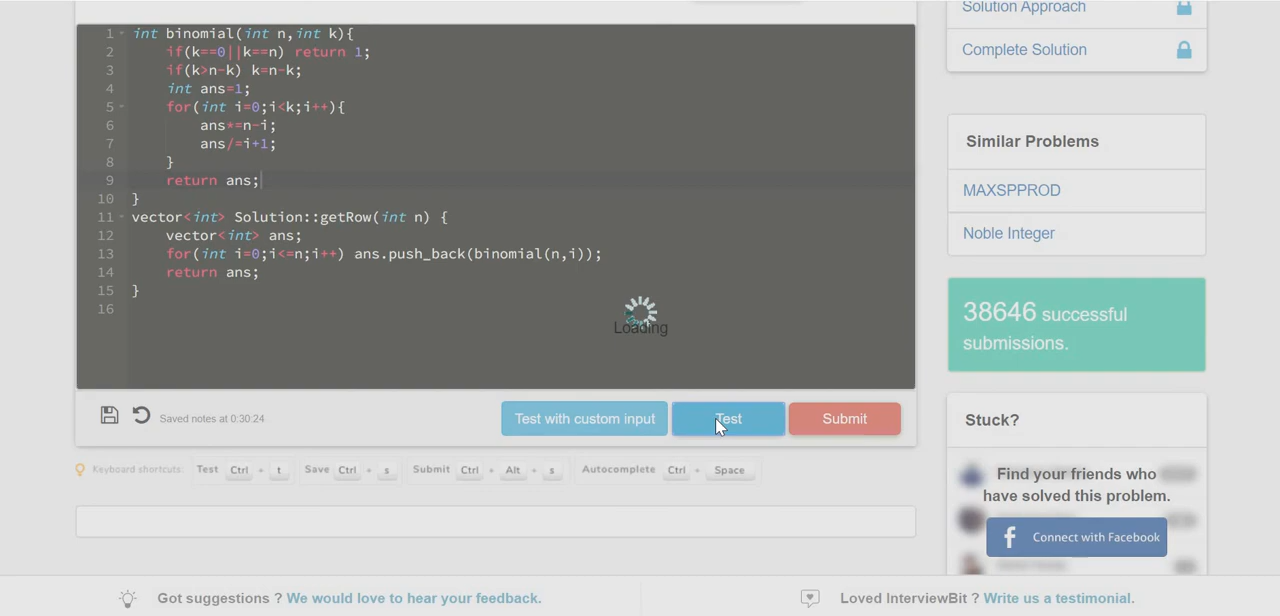 Solution Approach
Complete Solution
1 int binomial(int n,int k){
2 if(k==0||k==n) return 1;
3 if(k>n-k) k=n-k;
4 int ans=1;
5 for(int i=0;i<k;i++){
6 ans*=n-i;
7 ans/=i+1;
8 }
9 return ans;
10 }
11 vector<int> Solution::getRow(int n) {
12 vector<int> ans;
13 for(int i=0;i<=n;i++) ans.push_back(binomial(n,i));
14 return ans;
15 }
16
Loading
Saved notes at 0:30:24
Test with custom input
Test
Submit
Keyboard shortcuts: Test Ctrl + t Save Ctrl + s Submit Ctrl + Alt + s Autocomplete Ctrl + Space
Similar Problems
MAXSPPROD
Noble Integer
38646 successful
submissions.
Stuck?
Find your friends who
have solved this problem.
Connect with Facebook
Got suggestions ? We would love to hear your feedback.
Loved InterviewBit ? Write us a testimonial.